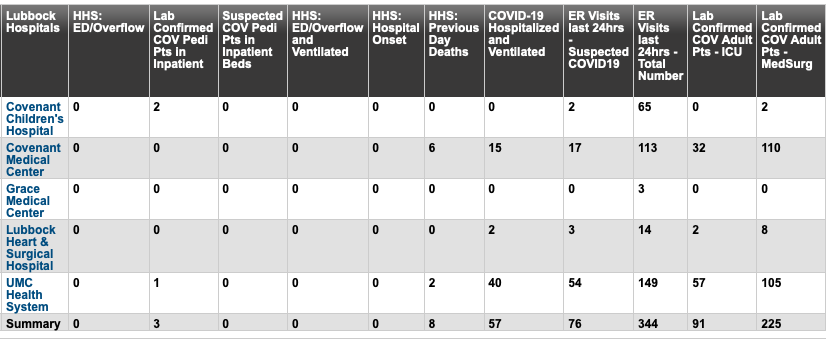 Lubbock Hospitals | HHS: ED/Overflow | Lab Confirmed COV Pedi Pts in Inpatient | Suspected COV Pedi Pts in Inpatient Beds | HHS: ED/Overflow and Ventilated | HHS: Hospital Onset | HHS: Previous Day Deaths | COVID-19 Hospitalized and Ventilated | ER Visits last 24hrs - Suspected COVID19 | ER Visits last 24hrs - Total Number | Lab Confirmed COV Adult Pts - ICU | Lab Confirmed COV Adult Pts - MedSurg
Covenant Children's Hospital | 0 | 2 | 0 | 0 | 0 | 0 | 0 | 2 | 65 | 0 | 2
Covenant Medical Center | 0 | 0 | 0 | 0 | 0 | 6 | 15 | 17 | 113 | 32 | 110
Grace Medical Center | 0 | 0 | 0 | 0 | 0 | 0 | 0 | 0 | 3 | 0 | 0
Lubbock Heart & Surgical Hospital | 0 | 0 | 0 | 0 | 0 | 0 | 2 | 3 | 14 | 2 | 8
UMC Health System | 0 | 1 | 0 | 0 | 0 | 2 | 40 | 54 | 149 | 57 | 105
Summary | 0 | 3 | 0 | 0 | 0 | 8 | 57 | 76 | 344 | 91 | 225